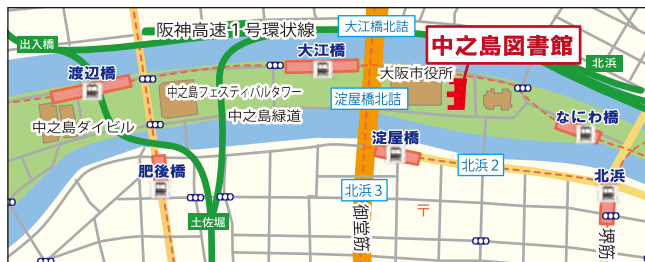 出入橋
阪神高速1号環状線
大江橋北詰
中之島図書館
北浜
渡辺橋
大江橋
大阪市役所
中之島フェスティバルタワー
淀屋橋北詰
なにわ橋
中之島ダイビル
中之島緑道
淀屋橋
肥後橋
北浜2
北浜3
北浜
土佐堀
〒
御堂筋
堺筋